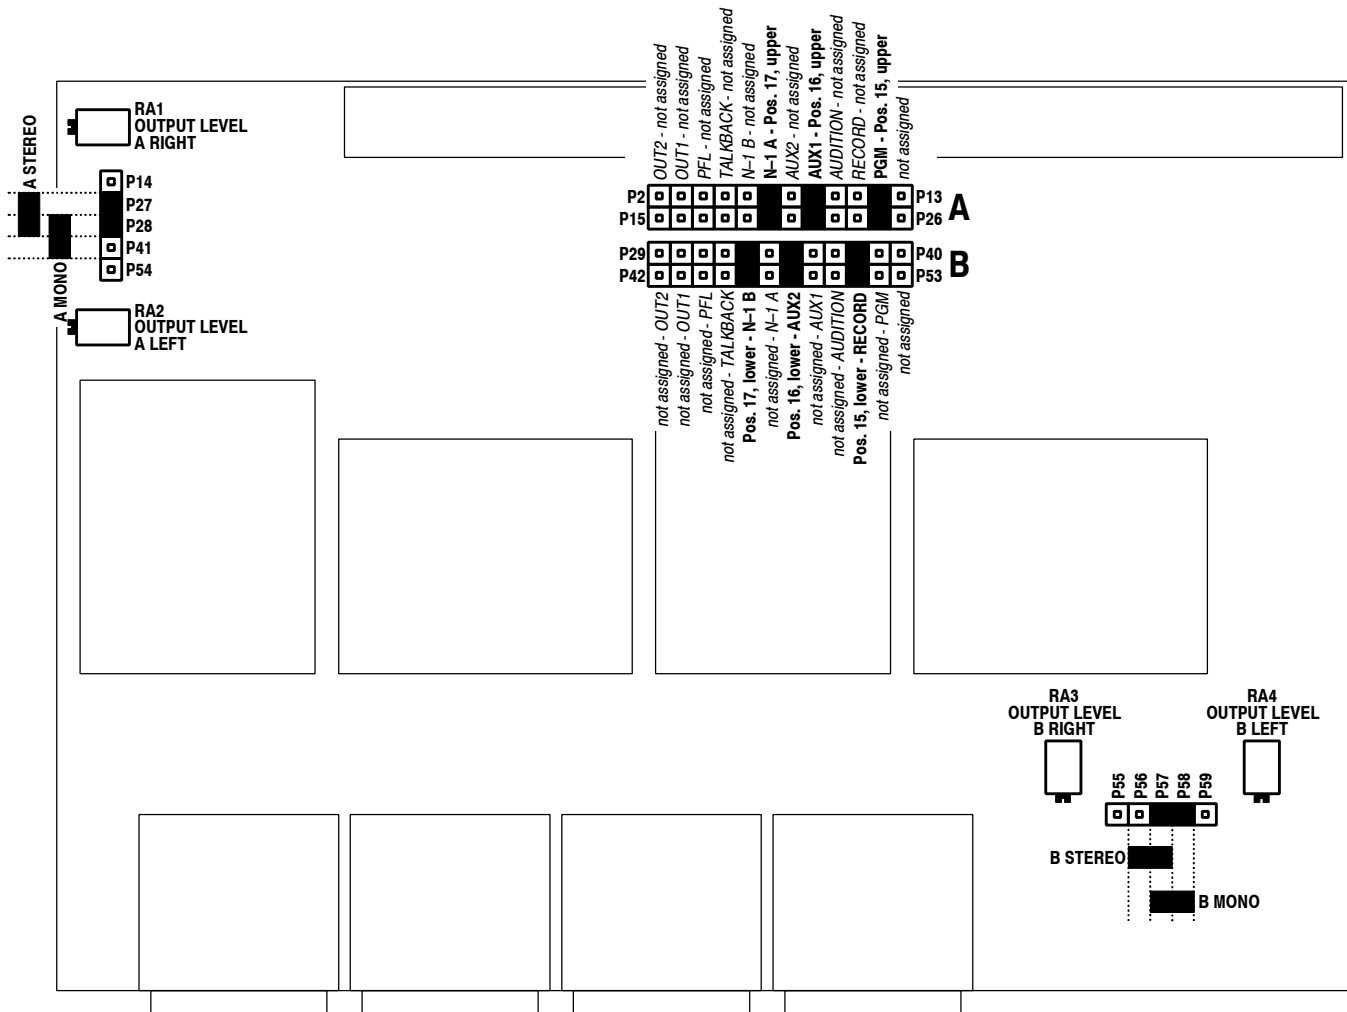 OUT2 - not assigned
OUT1 - not assigned
PFL - not assigned
TALKBACK - not assigned
N–1 B - not assigned
N–1 A - Pos. 17, upper
AUX2 - not assigned
AUX1 - Pos. 16, upper
AUDITION - not assigned
RECORD - not assigned
PGM - Pos. 15, upper
not assigned
RA1
OUTPUT LEVEL
A RIGHT
A STEREO
A MONO
P14
P27
P28
P41
P54
RA2
OUTPUT LEVEL
A LEFT
P2
P13
P15
P26
A
P29
P40
P42
P53
B
not assigned - OUT2
not assigned - OUT1
not assigned - PFL
not assigned - TALKBACK
Pos. 17, lower - N–1 B
not assigned - N–1 A
Pos. 16, lower - AUX2
not assigned - AUX1
not assigned - AUDITION
Pos. 15, lower - RECORD
not assigned - PGM
not assigned
RA3
OUTPUT LEVEL
B RIGHT
RA4
OUTPUT LEVEL
B LEFT
P55
P56
P57
P58
P59
B STEREO
B MONO